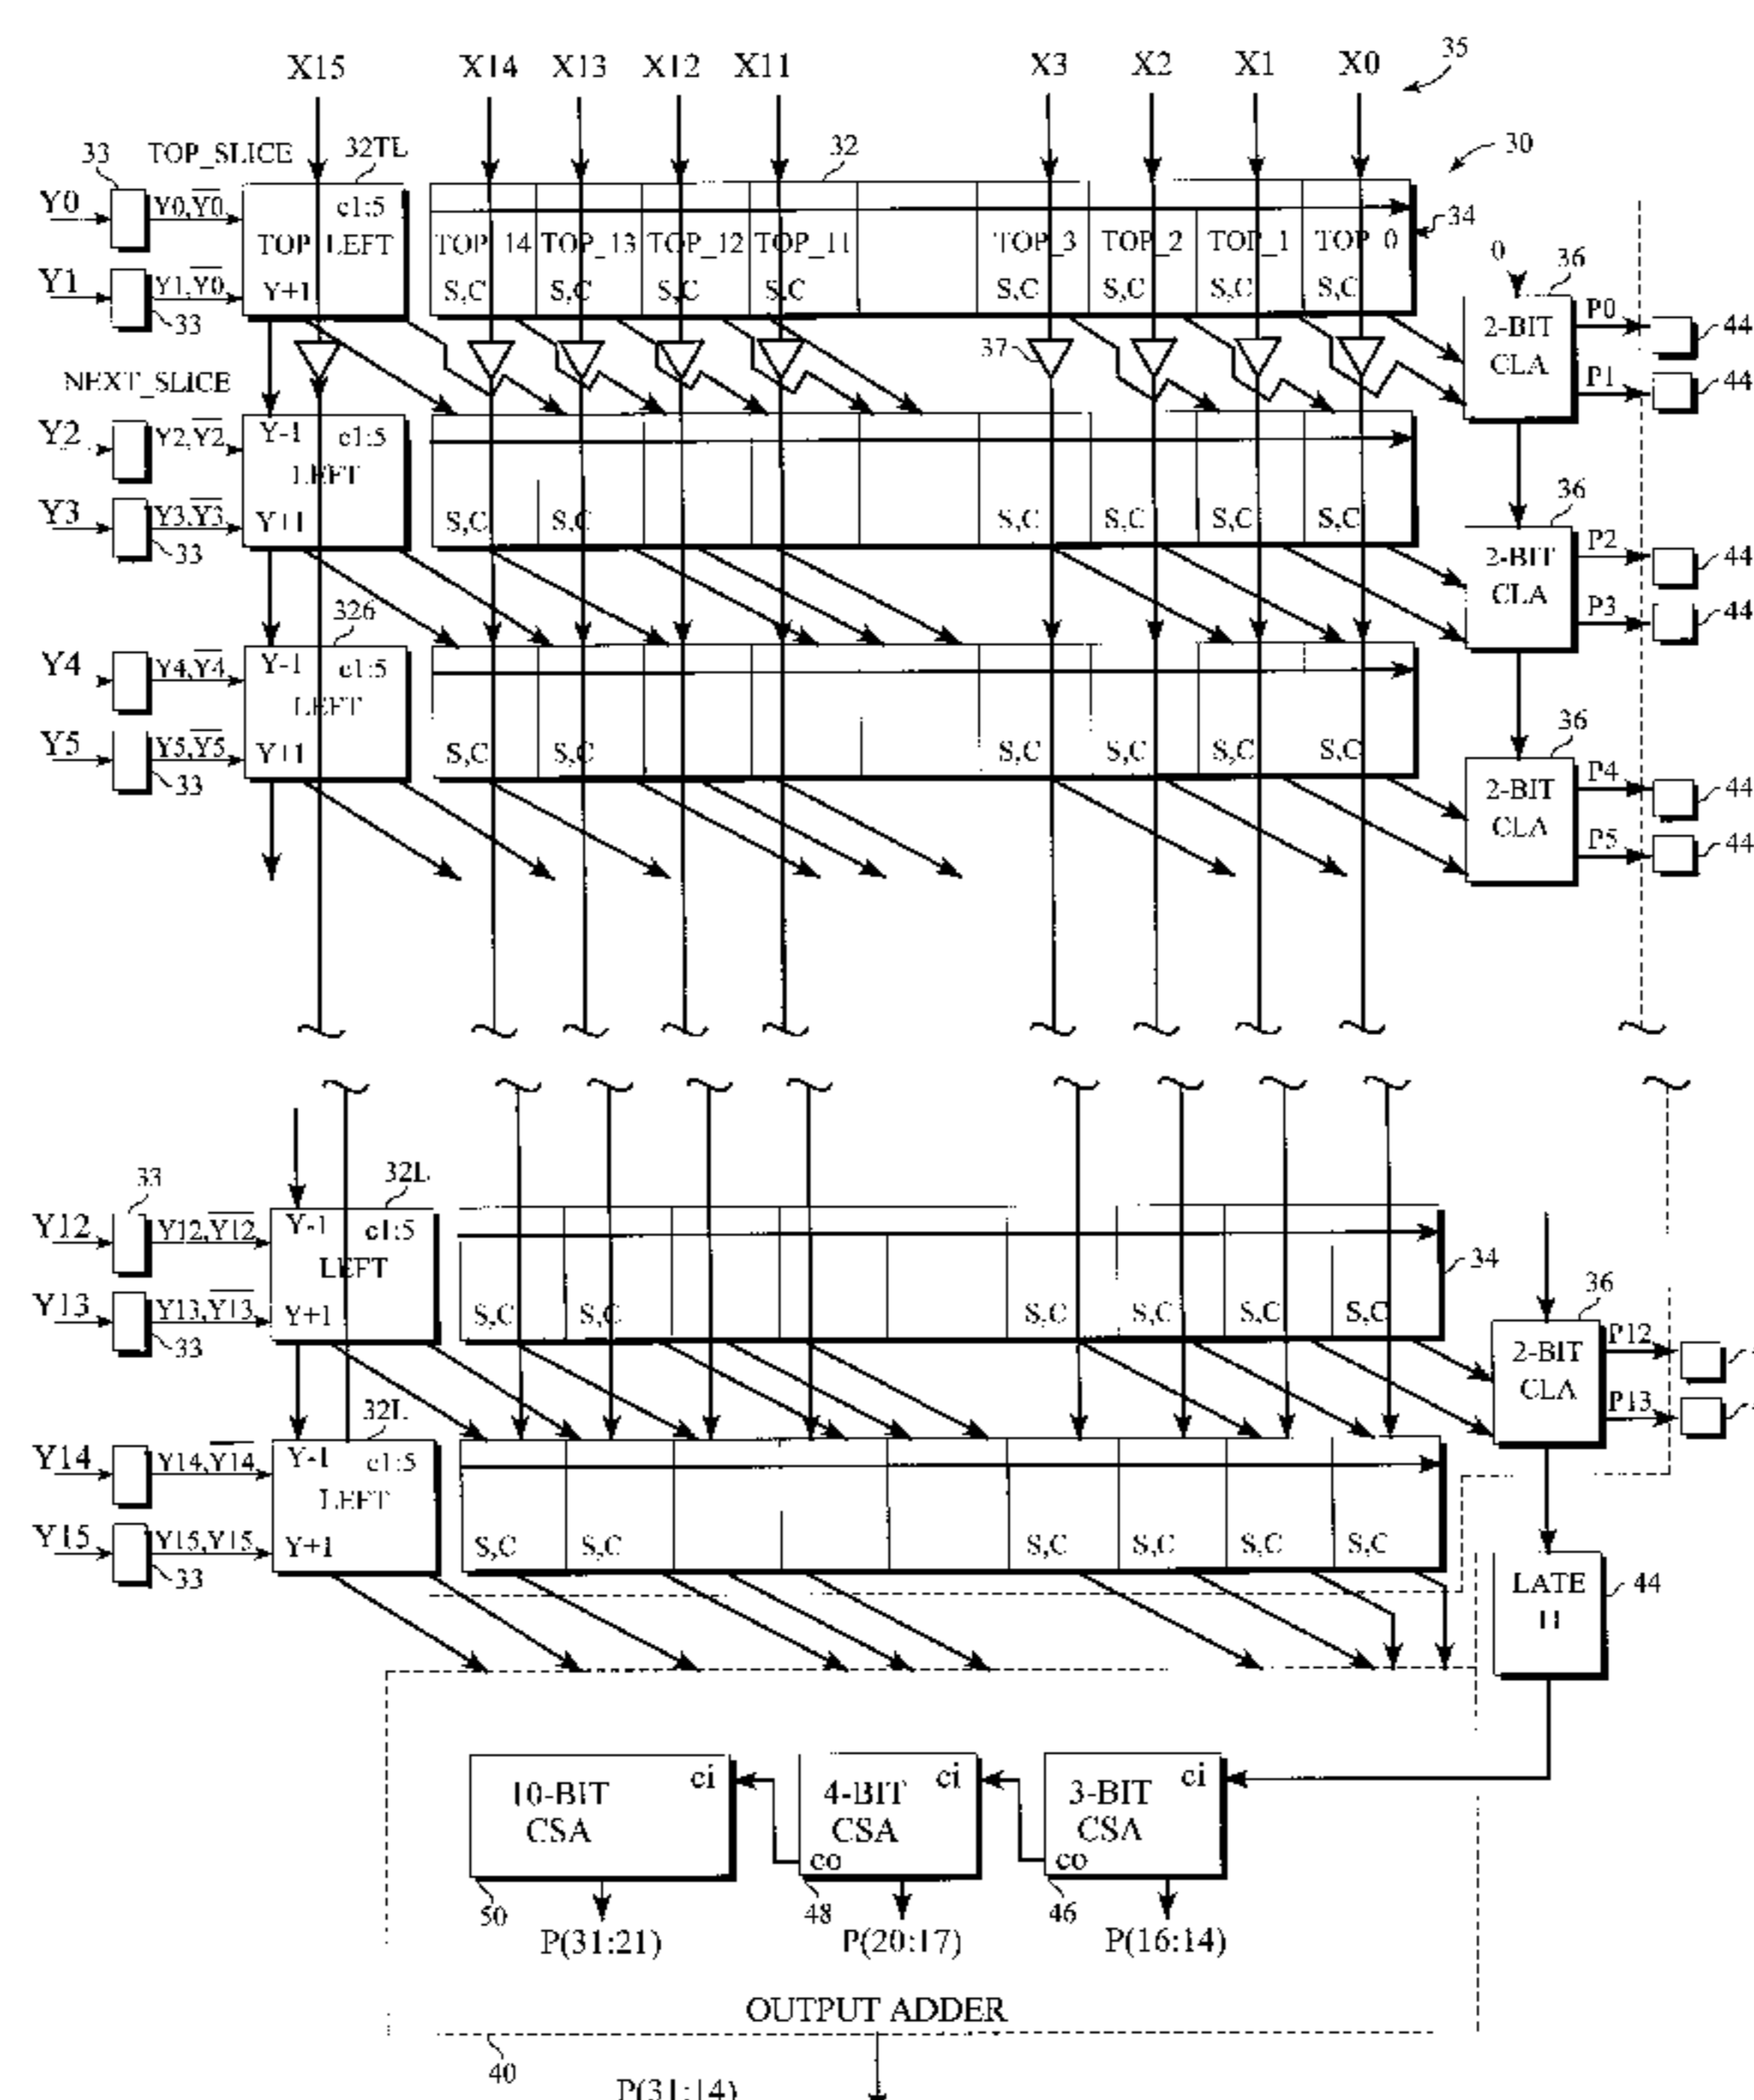 X15 X14 X13 X12 X11 X3 X2 X1 X0 35
33 TOP_SLICE 32TL 32 30
Y0 Y0,Y0 c1:5 34
TOP LEFT TOP_14 TOP_13 TOP_12 TOP_11 TOP_3 TOP_2 TOP_1 TOP_0 0 36
Y1 Y1,Y0 Y+1 S,C S,C S,C S,C S,C S,C S,C S,C
33 2-BIT CLA P0 44
37 P1 44
NEXT_SLICE
Y2 Y2,Y2 Y-1 c1:5
LEFT 36
Y3 Y3,Y3 Y+1 S,C S,C S,C S,C S,C S,C
33 2-BIT CLA P2 44
326 P3 44
Y4 Y4,Y4 Y-1 c1:5
LEFT 36
Y5 Y5,Y5 Y+1 S,C S,C S,C S,C S,C S,C
33 2-BIT CLA P4 44
P5 44
33 32L
Y12 Y12,Y12 Y-1 c1:5
LEFT 34 36
Y13 Y13,Y13 Y+1 S,C S,C S,C S,C S,C S,C
33 2-BIT CLA P12
32L P13
Y14 Y14,Y14 Y-1 c1:5
LEFT
Y15 Y15,Y15 Y+1 S,C S,C S,C S,C S,C S,C
33 44
10-BIT CSA ci 4-BIT CSA ci co 3-BIT CSA ci co
50 48 46
P(31:21) P(20:17) P(16:14)
OUTPUT ADDER
40
P(31:14)